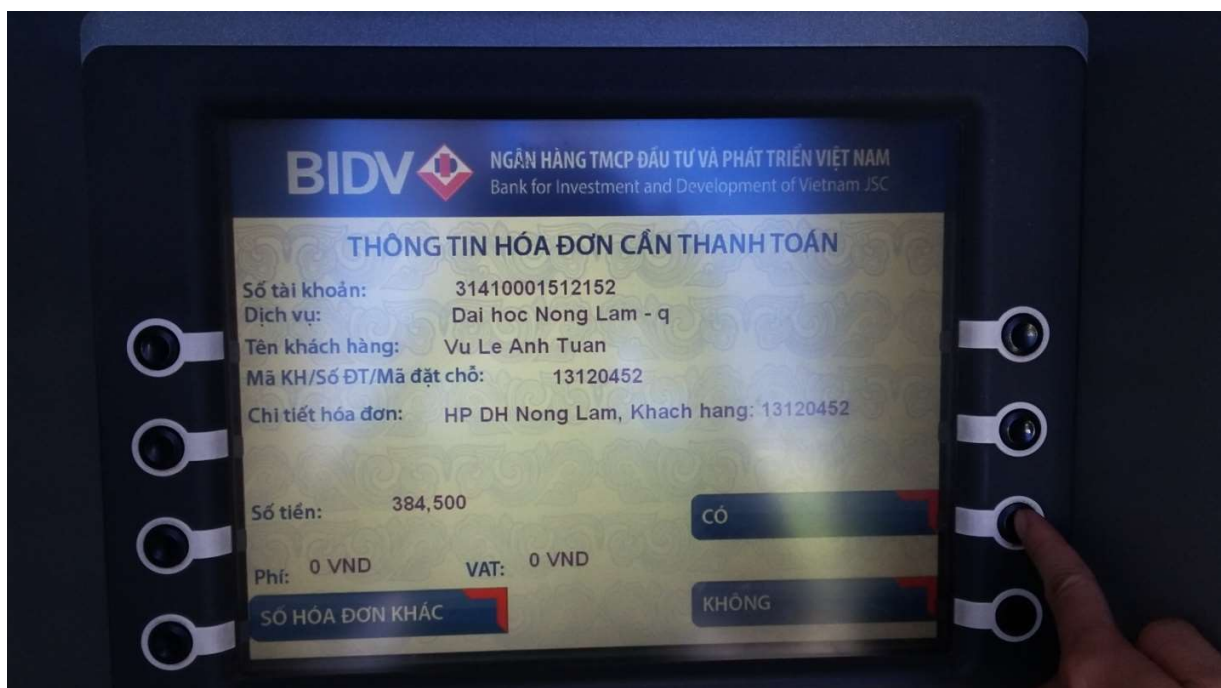 BIDV
NGÂN HÀNG TMCP ĐẦU TƯ VÀ PHÁT TRIỂN VIỆT NAM
Bank for Investment and Development of Vietnam JSC
THÔNG TIN HÓA ĐƠN CẦN THANH TOÁN
Số tài khoản: 31410001512152
Dịch vụ: Dai hoc Nong Lam - q
Tên khách hàng: Vu Le Anh Tuan
Mã KH/Số ĐT/Mã đặt chỗ: 13120452
Chi tiết hóa đơn: HP DH Nong Lam, Khach hang: 13120452
Số tiền: 384,500
CÓ
Phí: 0 VND VAT: 0 VND
SỐ HÓA ĐƠN KHÁC
KHÔNG